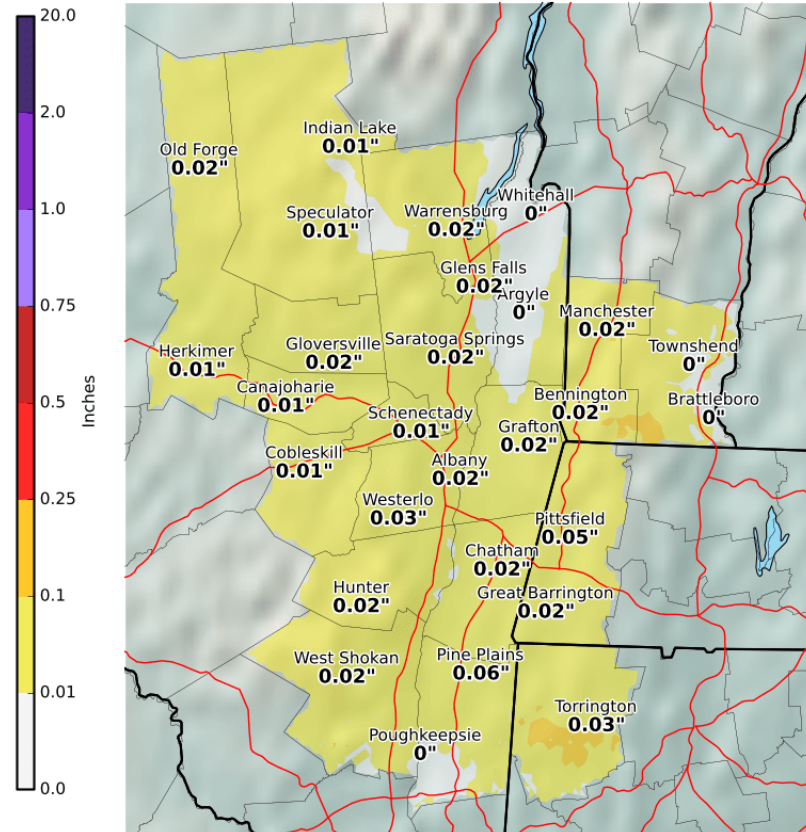 20.0
2.0
1.0
0.75
0.5
0.25
0.1
0.01
0.0
Inches
Indian Lake
0.01"
Old Forge
0.02"
Whitehall
0"
Speculator
0.01"
Warrensburg
0.02"
Glens Falls
0.02"
Argyle
0"
Manchester
0.02"
Saratoga Springs
0.02"
Gloversville
0.02"
Herkimer
0.01"
Townshend
0"
Canajoharie
0.01"
Bennington
0.02"
Brattleboro
0"
Schenectady
0.01"
Grafton
0.02"
Cobleskill
0.01"
Albany
0.02"
Westerlo
0.03"
Pittsfield
0.05"
Chatham
0.02"
Hunter
0.02"
Great Barrington
0.02"
West Shokan
0.02"
Pine Plains
0.06"
Torrington
0.03"
Poughkeepsie
0"